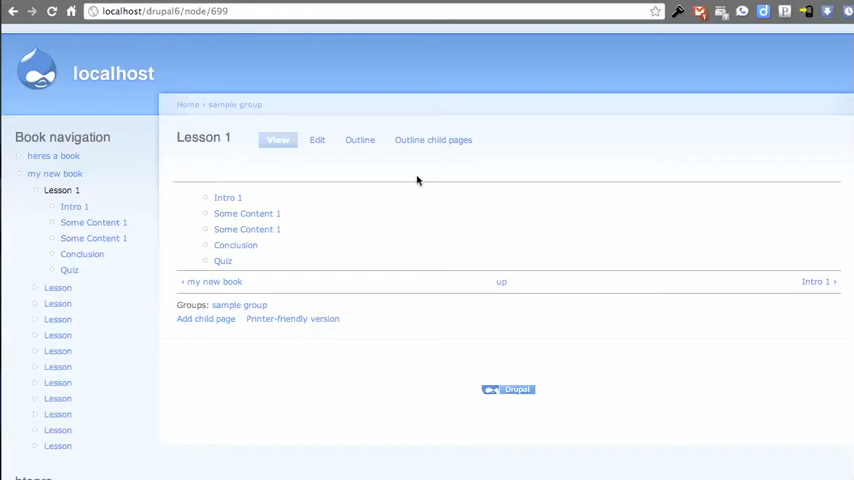 localhost/drupal6/node/699
localhost
Home › sample group
Book navigation
heres a book
my new book
Lesson 1
Intro 1
Some Content 1
Some Content 1
Conclusion
Quiz
Lesson
Lesson
Lesson
Lesson
Lesson
Lesson
Lesson
Lesson
Lesson
Lesson
Lesson
Lesson 1
View Edit Outline Outline child pages
Intro 1
Some Content 1
Some Content 1
Conclusion
Quiz
‹ my new book up Intro 1 ›
Groups: sample group
Add child page Printer-friendly version
Drupal